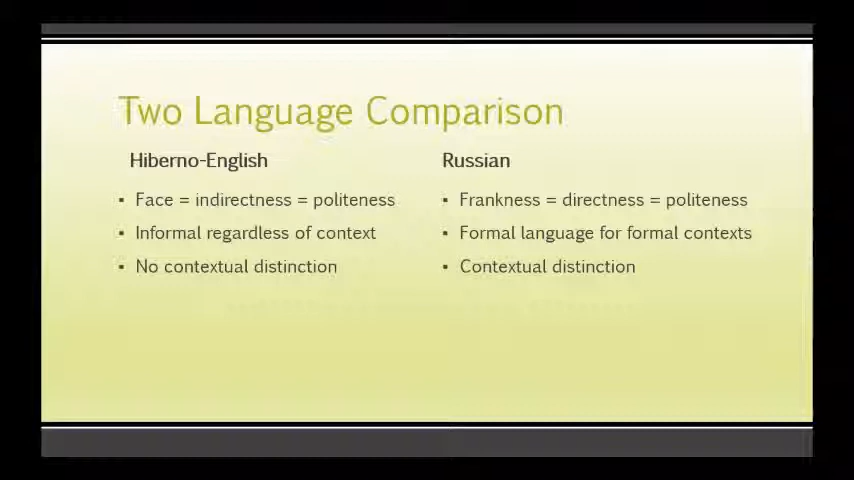 Two Language Comparison
Hiberno-English
▪ Face = indirectness = politeness
▪ Informal regardless of context
▪ No contextual distinction
Russian
▪ Frankness = directness = politeness
▪ Formal language for formal contexts
▪ Contextual distinction